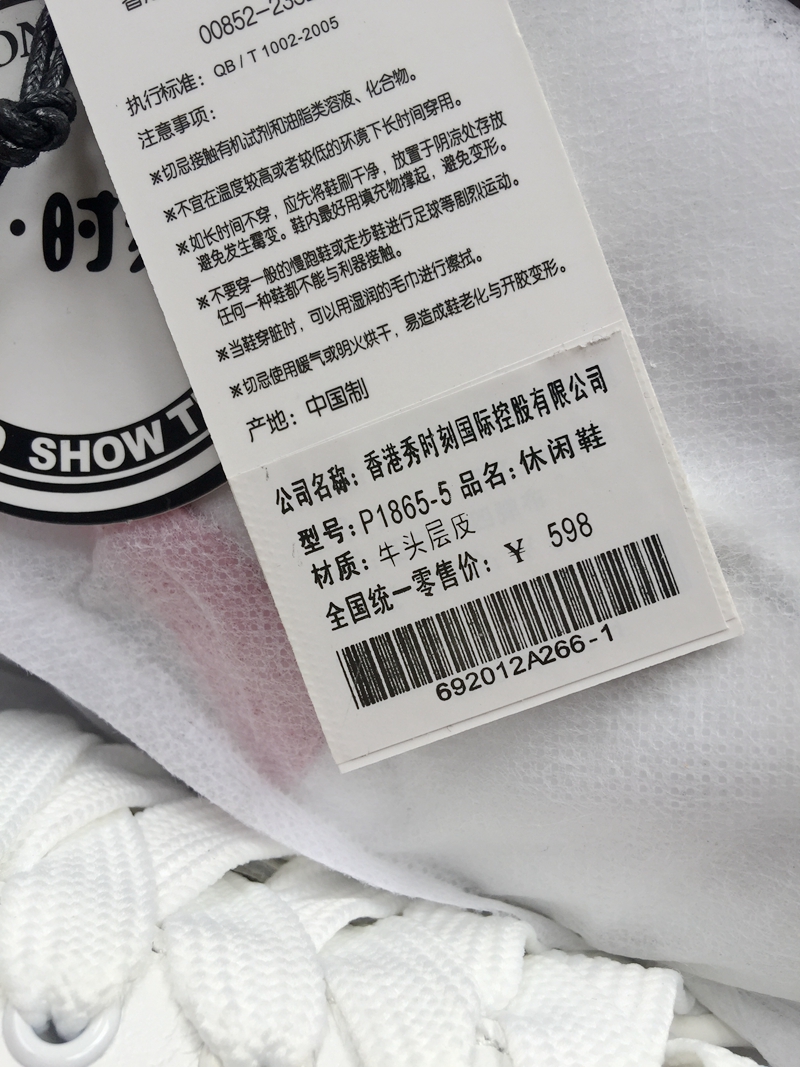 00852-23
执行标准：QB/T 1002-2005
注意事项：
※切忌接触有机试剂和油脂类溶液、化合物。
※不宜在温度较高或者较低的环境下长时间穿用。
※如长时间不穿，应先将鞋刷干净，放置于阴凉处存放
避免发生霉变。鞋内最好用填充物撑起，避免变形。
※不要穿一般的慢跑鞋或走步鞋进行足球等剧烈运动。
任何一种鞋都不能与利器接触。
※当鞋穿脏时，可以用湿润的毛巾进行擦拭。
※切忌使用暖气或明火烘干，易造成鞋老化与开胶变形。
产地：中国制
公司名称：香港秀时刻国际控股有限公司
型号：P1865-5 品名：休闲鞋
材质：牛头层皮
全国统一零售价：￥ 598
692012A266-1
ON
·时
SHOW T